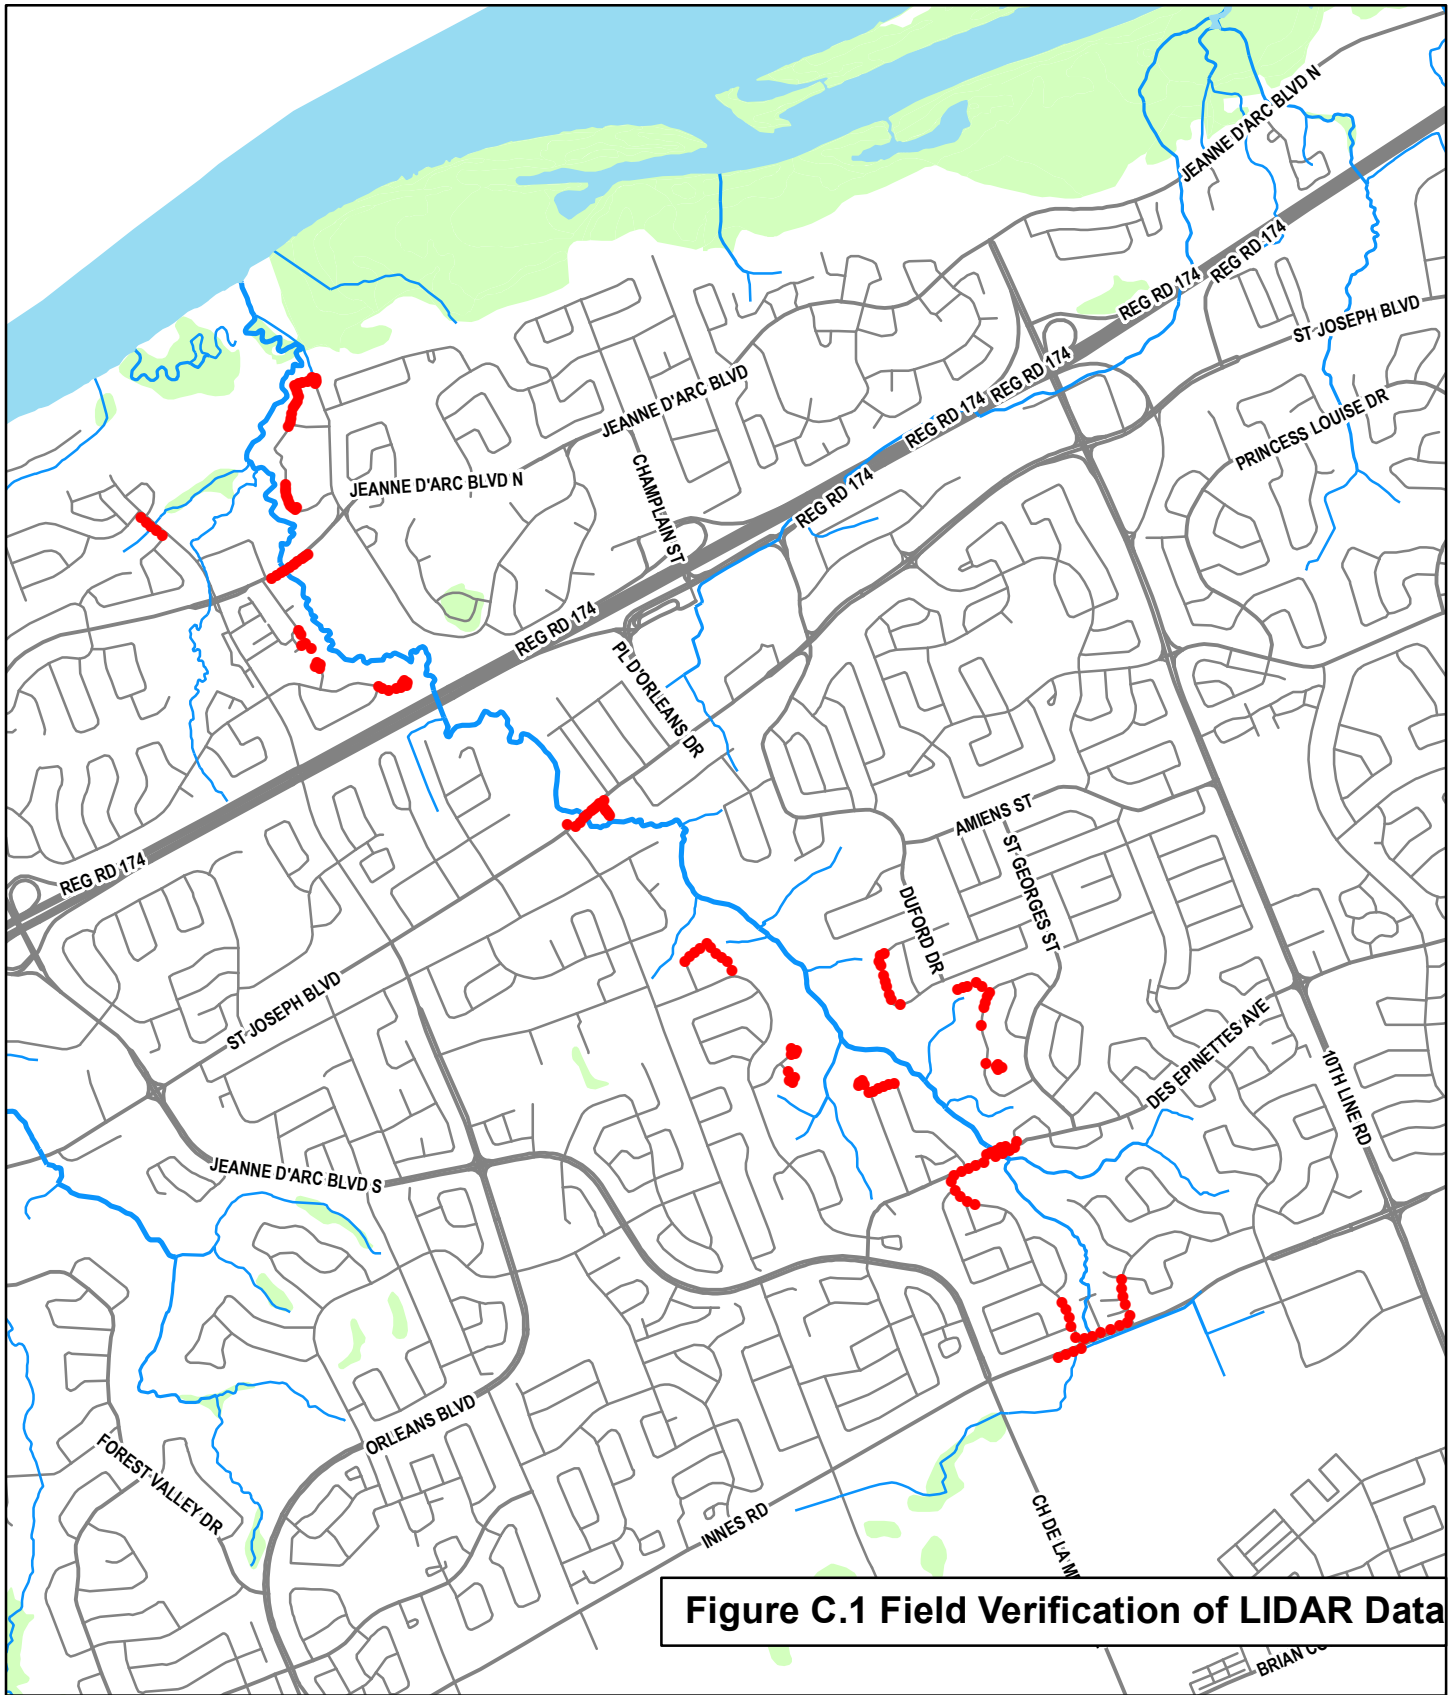 JEANNE D'ARC BLVD N
REG RD 174
REG RD 174
ST JOSEPH BLVD
REG RD 174
JEANNE D'ARC BLVD
REG RD 174
REG RD 174
PRINCESS LOUISE DR
CHAMPLAIN ST
JEANNE D'ARC BLVD N
REG RD 174
REG RD 174
PL D'ORLEANS DR
AMIENS ST
ST GEORGES ST
REG RD 174
DUFORD DR
ST JOSEPH BLVD
DES EPINETTES AVE
10TH LINE RD
JEANNE D'ARC BLVD S
ORLEANS BLVD
FOREST VALLEY DR
INNES RD
CH DE LA
Figure C.1 Field Verification of LIDAR Data
BRIAN